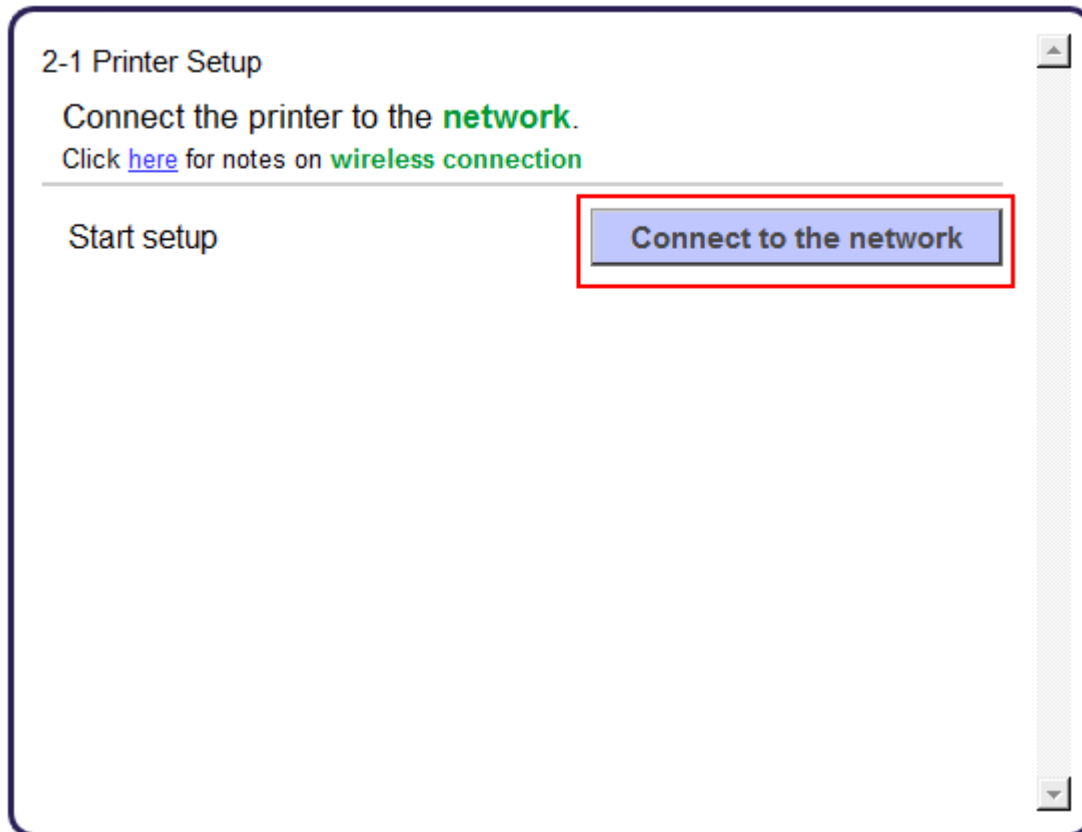 2-1 Printer Setup
Connect the printer to the network.
Click here for notes on wireless connection
Start setup
Connect to the network